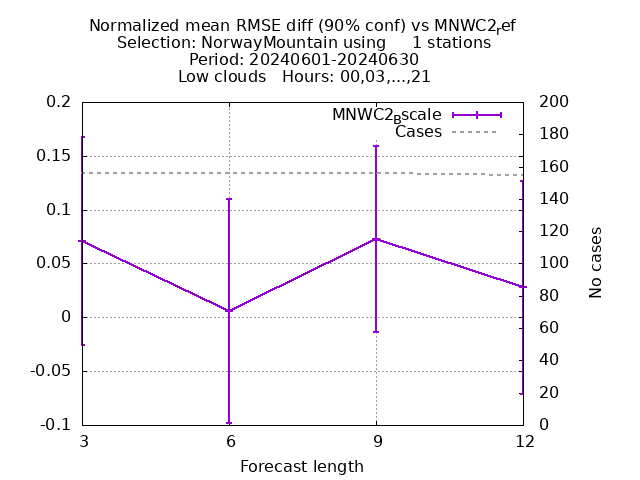 Normalized mean RMSE diff (90% conf) vs MNWC2ref
Selection: NorwayMountain using     1 stations
Period: 20240601-20240630
Low clouds   Hours: 00,03,...,21
MNWC2Bscale
Cases
0.2
0.15
0.1
0.05
0
-0.05
-0.1
200
180
160
140
120
100
80
60
40
20
0
No cases
3
6
9
12
Forecast length